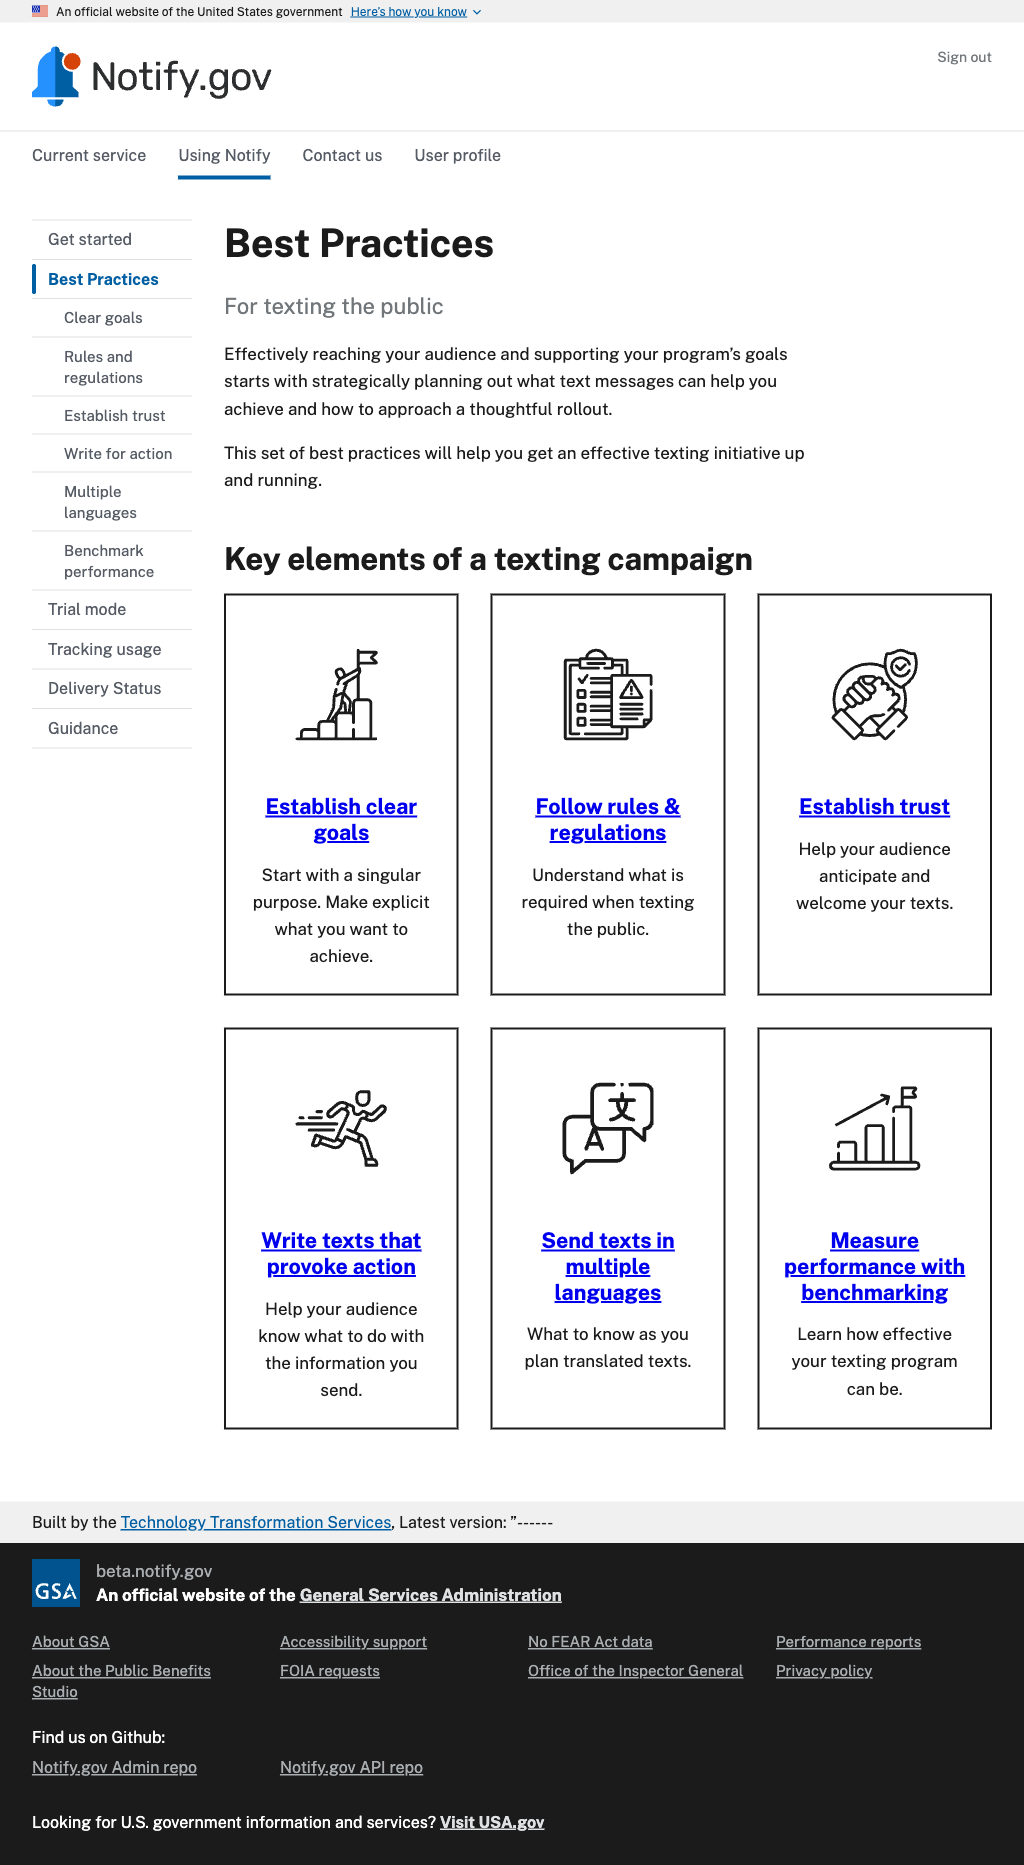 An official website of the United States government Here's how you know
Notify.gov
Sign out
Current service Using Notify Contact us User profile
Get started
Best Practices
Clear goals
Rules and
regulations
Establish trust
Write for action
Multiple
languages
Benchmark
performance
Trial mode
Tracking usage
Delivery Status
Guidance
Best Practices
For texting the public
Effectively reaching your audience and supporting your program’s goals
starts with strategically planning out what text messages can help you
achieve and how to approach a thoughtful rollout.
This set of best practices will help you get an effective texting initiative up
and running.
Key elements of a texting campaign
Establish clear
goals
Start with a singular
purpose. Make explicit
what you want to
achieve.
Follow rules &
regulations
Understand what is
required when texting
the public.
Establish trust
Help your audience
anticipate and
welcome your texts.
Write texts that
provoke action
Help your audience
know what to do with
the information you
send.
文
A
Send texts in
multiple
languages
What to know as you
plan translated texts.
Measure
performance with
benchmarking
Learn how effective
your texting program
can be.
Built by the Technology Transformation Services, Latest version: ”------
GSA
beta.notify.gov
An official website of the General Services Administration
About GSA
About the Public Benefits
Studio
Accessibility support
FOIA requests
No FEAR Act data
Office of the Inspector General
Performance reports
Privacy policy
Find us on Github:
Notify.gov Admin repo Notify.gov API repo
Looking for U.S. government information and services? Visit USA.gov